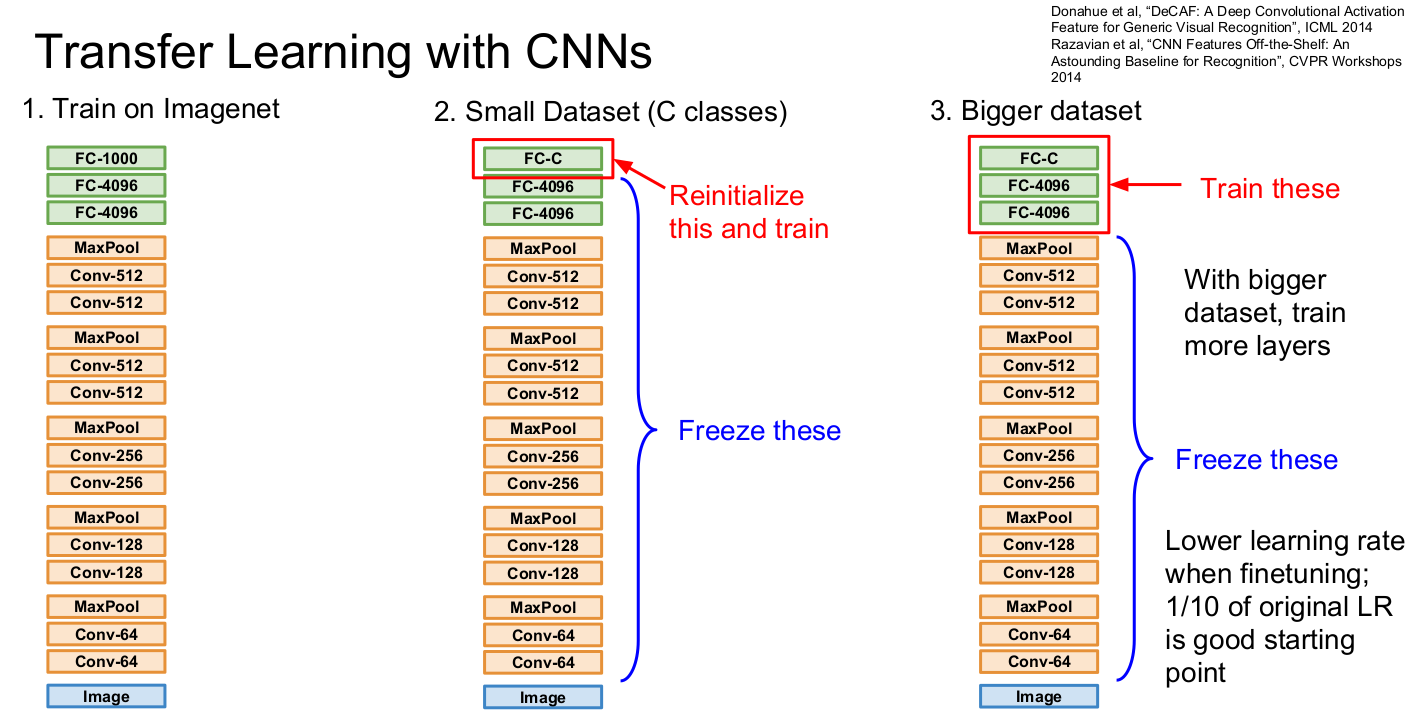 Donahue et al, “DeCAF: A Deep Convolutional Activation
Feature for Generic Visual Recognition”, ICML 2014
Razavian et al, “CNN Features Off-the-Shelf: An
Astounding Baseline for Recognition”, CVPR Workshops
2014
Transfer Learning with CNNs
1. Train on Imagenet
FC-1000
FC-4096
FC-4096
MaxPool
Conv-512
Conv-512
MaxPool
Conv-512
Conv-512
MaxPool
Conv-256
Conv-256
MaxPool
Conv-128
Conv-128
MaxPool
Conv-64
Conv-64
Image
2. Small Dataset (C classes)
FC-C
FC-4096
FC-4096
MaxPool
Conv-512
Conv-512
MaxPool
Conv-512
Conv-512
MaxPool
Conv-256
Conv-256
MaxPool
Conv-128
Conv-128
MaxPool
Conv-64
Conv-64
Image
Reinitialize
this and train
Freeze these
3. Bigger dataset
FC-C
FC-4096
FC-4096
MaxPool
Conv-512
Conv-512
MaxPool
Conv-512
Conv-512
MaxPool
Conv-256
Conv-256
MaxPool
Conv-128
Conv-128
MaxPool
Conv-64
Conv-64
Image
Train these
With bigger
dataset, train
more layers
Freeze these
Lower learning rate
when finetuning;
1/10 of original LR
is good starting
point